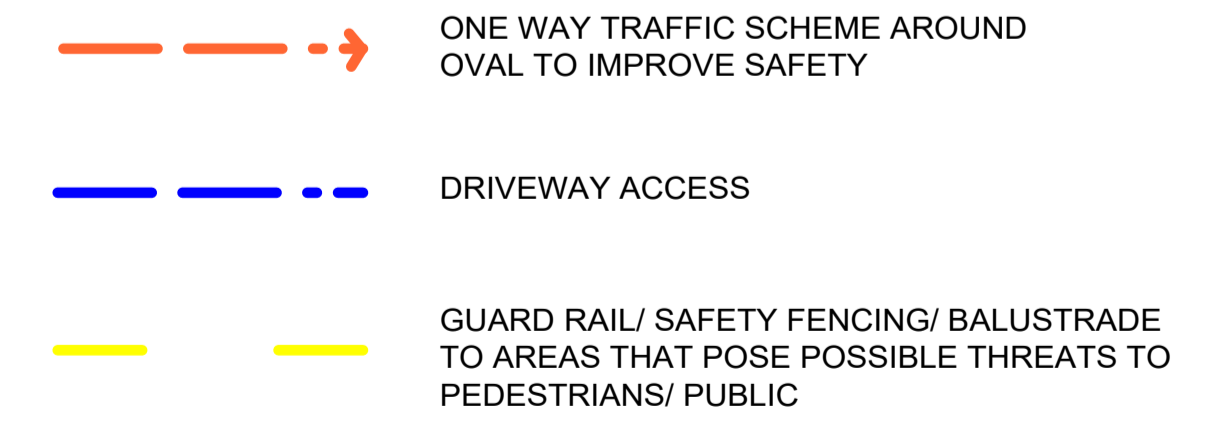 ONE WAY TRAFFIC SCHEME AROUND
OVAL TO IMPROVE SAFETY
DRIVEWAY ACCESS
GUARD RAIL/ SAFETY FENCING/ BALUSTRADE
TO AREAS THAT POSE POSSIBLE THREATS TO
PEDESTRIANS/ PUBLIC